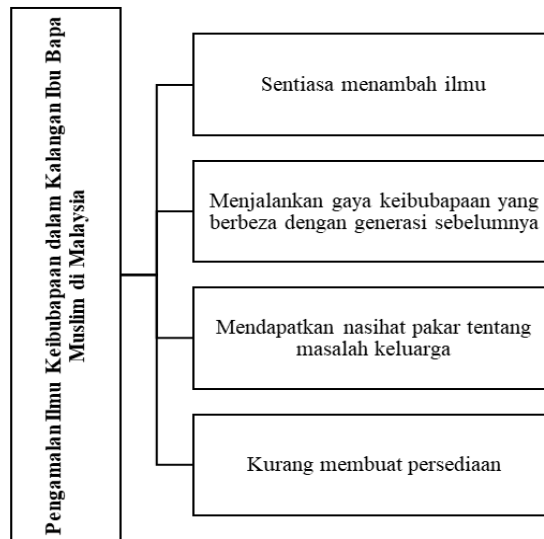 Pengamalan Ilmu Keibubapaan dalam Kalangan Ibu Bapa
Muslim di Malaysia
Sentiasa menambah ilmu
Menjalankan gaya keibubapaan yang
berbeza dengan generasi sebelumnya
Mendapatkan nasihat pakar tentang
masalah keluarga
Kurang membuat persediaan